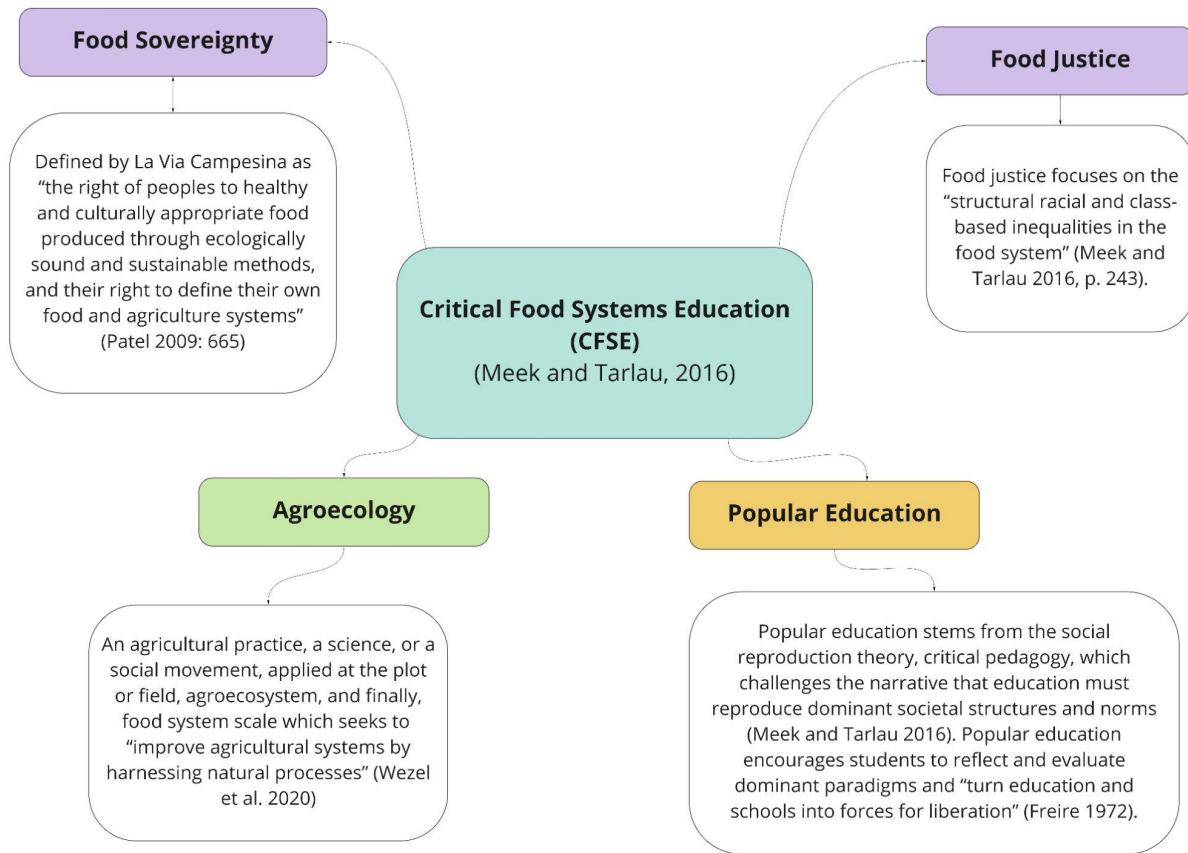 Food Sovereignty
Defined by La Via Campesina as
“the right of peoples to healthy
and culturally appropriate food
produced through ecologically
sound and sustainable methods,
and their right to define their own
food and agriculture systems”
(Patel 2009: 665)
Food Justice
Food justice focuses on the
“structural racial and class-
based inequalities in the
food system” (Meek and
Tarlau 2016, p. 243).
Critical Food Systems Education
(CFSE)
(Meek and Tarlau, 2016)
Agroecology
An agricultural practice, a science, or a
social movement, applied at the plot
or field, agroecosystem, and finally,
food system scale which seeks to
“improve agricultural systems by
harnessing natural processes” (Wezel
et al. 2020)
Popular Education
Popular education stems from the social
reproduction theory, critical pedagogy, which
challenges the narrative that education must
reproduce dominant societal structures and norms
(Meek and Tarlau 2016). Popular education
encourages students to reflect and evaluate
dominant paradigms and “turn education and
schools into forces for liberation” (Freire 1972).